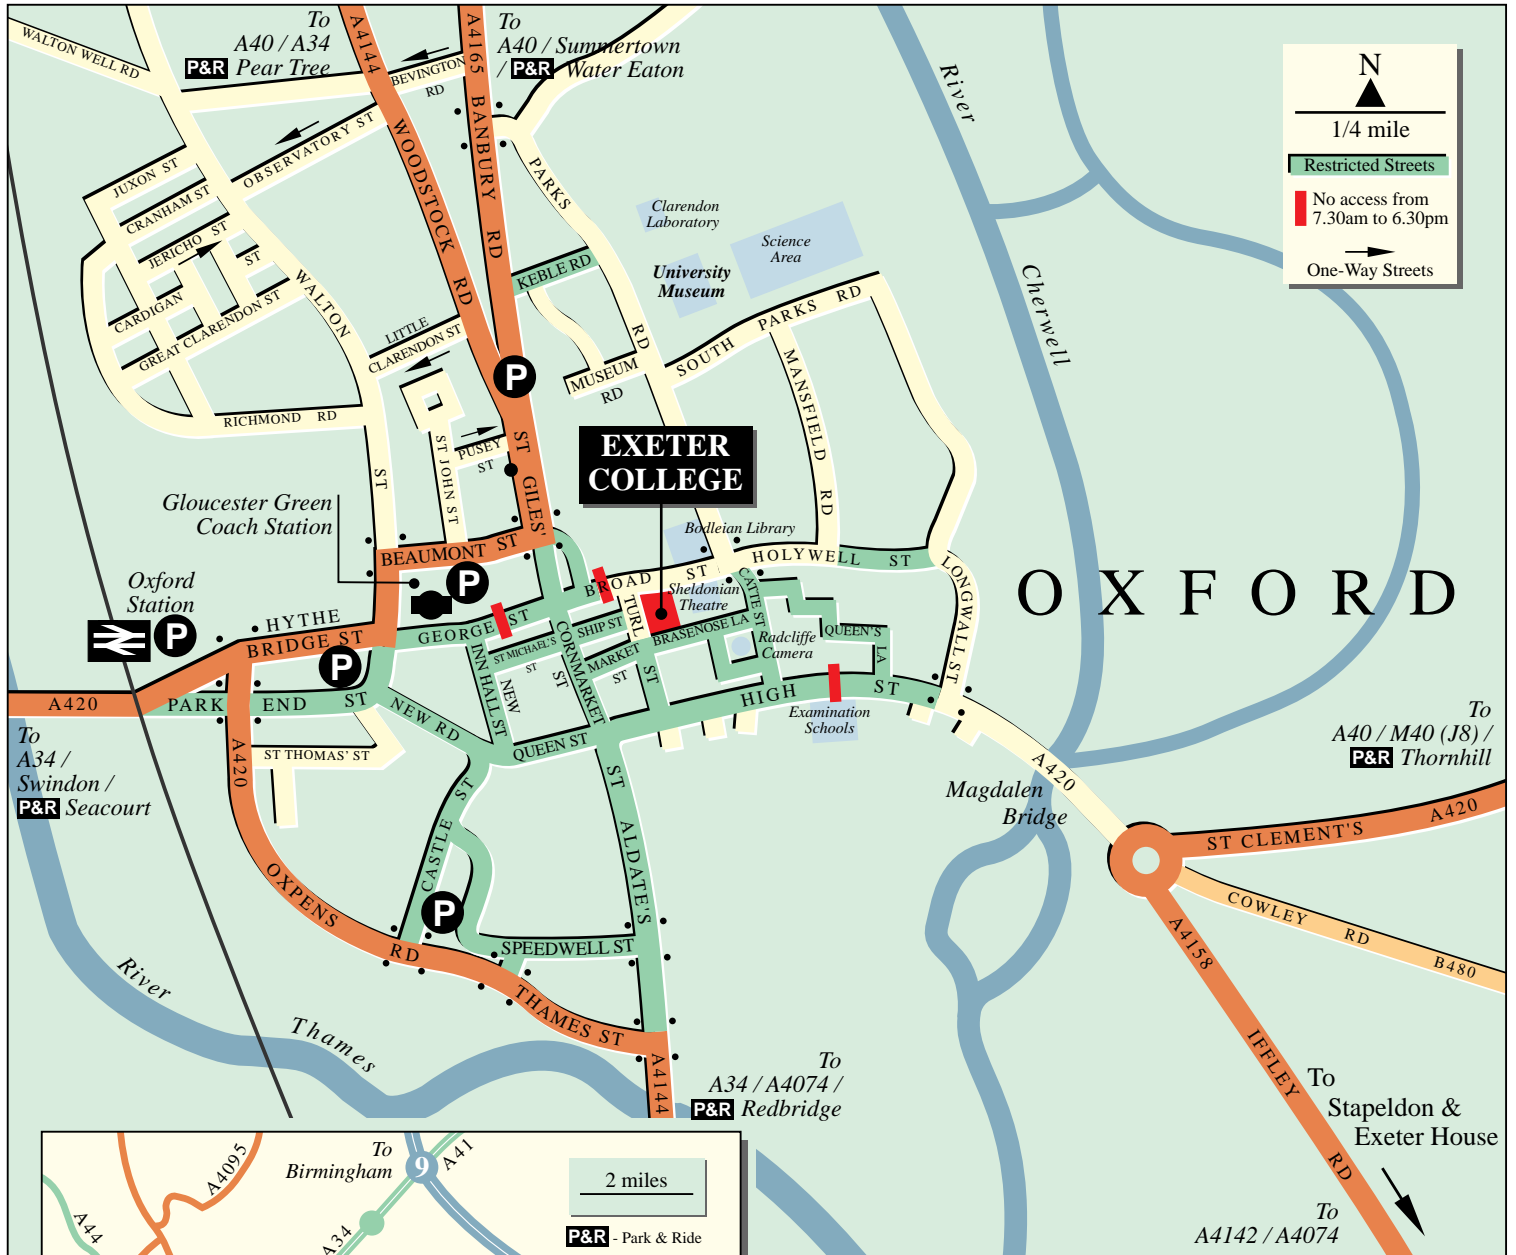 WALTON WELL RD
To
A40 / A34
P&R Pear Tree
A4144
A4165
To
A40 / Summertown
/ P&R Water Eaton
BEVINGTON
RD
N
1/4 mile
Restricted Streets
No access from
7.30am to 6.30pm
One-Way Streets
River
Cherwell
BANBURY RD
WOODSTOCK RD
OBSERVATORY ST
JUXON ST
CRANHAM ST
JERICHO ST
CARDIGAN ST
GREAT CLARENDON ST
WALTON ST
PARKS RD
Clarendon
Laboratory
Science
Area
University
Museum
KEBLE RD
LITTLE
CLARENDON ST
P
SOUTH PARKS RD
MUSEUM
RD
MANSFIELD RD
RICHMOND RD
ST JOHN ST
PUSEY
ST
ST GILES'
EXETER
COLLEGE
Gloucester Green
Coach Station
Bodleian Library
BEAUMONT ST
HOLYWELL ST
LONGWALL ST
OXFORD
Oxford
Station
P
P
BROAD ST
Sheldonian
Theatre
CATTE ST
TURL
ST
HYTHE
BRIDGE ST
GEORGE ST
SHIP ST
BRASENOSE LA
QUEEN'S
LA
ST MICHAEL'S
ST
CORNMARKET
ST
MARKET
ST
Radcliffe
Camera
P
NEW
INN HALL ST
HIGH ST
Examination
Schools
A420
PARK END ST
NEW RD
QUEEN ST
To
A34 /
Swindon /
P&R Seacourt
A420
ST THOMAS' ST
To
A40 / M40 (J8) /
P&R Thornhill
A420
Magdalen
Bridge
ST CLEMENT'S
A420
CASTLE ST
ST ALDATE'S
OXPENS RD
P
SPEEDWELL ST
COWLEY RD
B480
A4158
River
Thames
THAMES ST
A4144
To
A34 / A4074 /
P&R Redbridge
IFFLEY RD
To
Stapeldon &
Exeter House
To
A4142 / A4074
To
Birmingham
9
A41
A4095
A44
A34
2 miles
P&R - Park & Ride